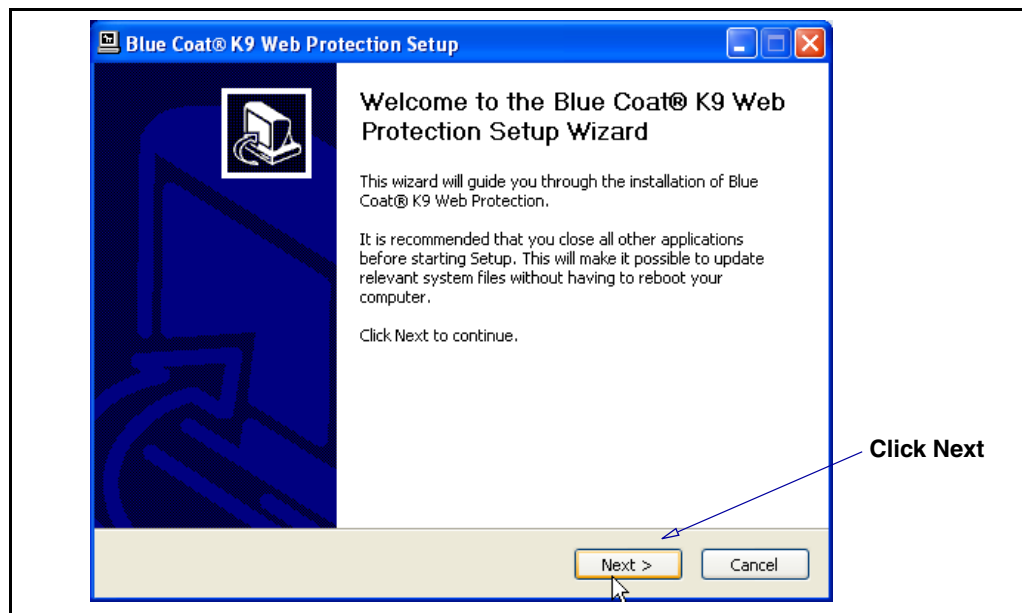 Blue Coat® K9 Web Protection Setup
Welcome to the Blue Coat® K9 Web
Protection Setup Wizard
This wizard will guide you through the installation of Blue
Coat® K9 Web Protection.
It is recommended that you close all other applications
before starting Setup. This will make it possible to update
relevant system files without having to reboot your
computer.
Click Next to continue.
Click Next
Next >
Cancel